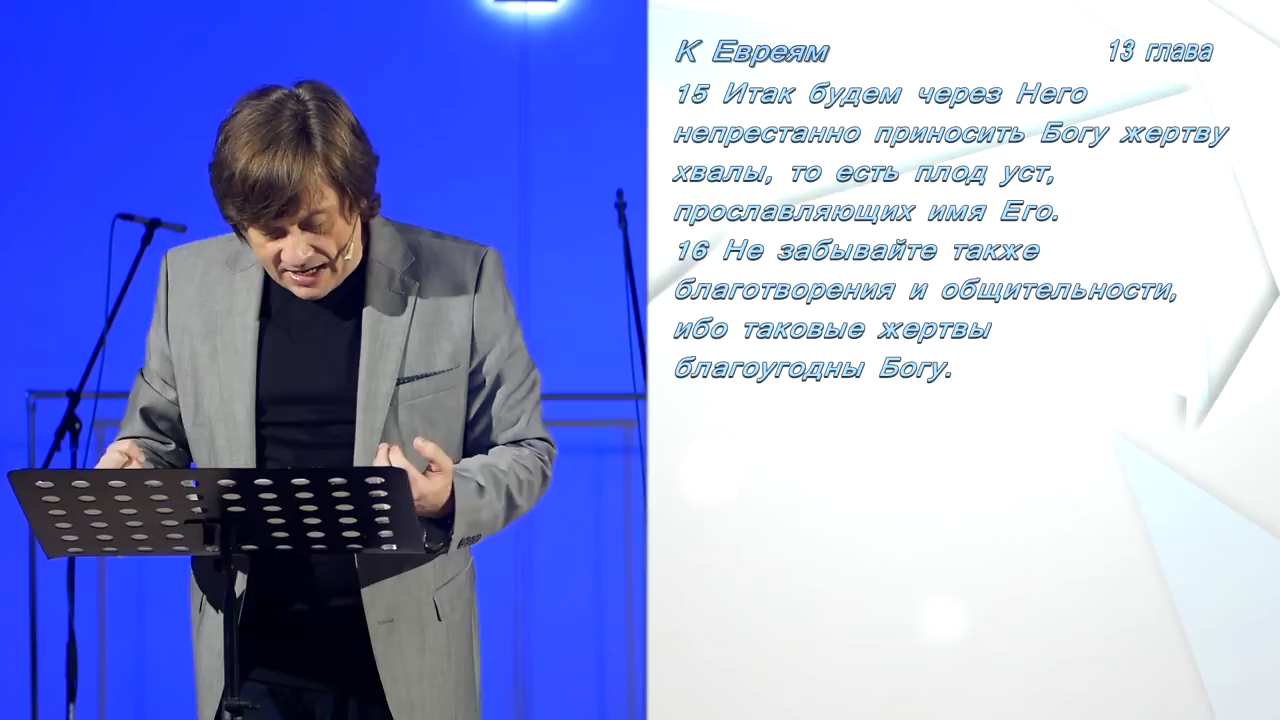 К Евреям 13 глава
15 Итак будем через Него
непрестанно приносить Богу жертву
хвалы, то есть плод уст,
прославляющих имя Его.
16 Не забывайте также
благотворения и общительности,
ибо таковые жертвы
благоугодны Богу.